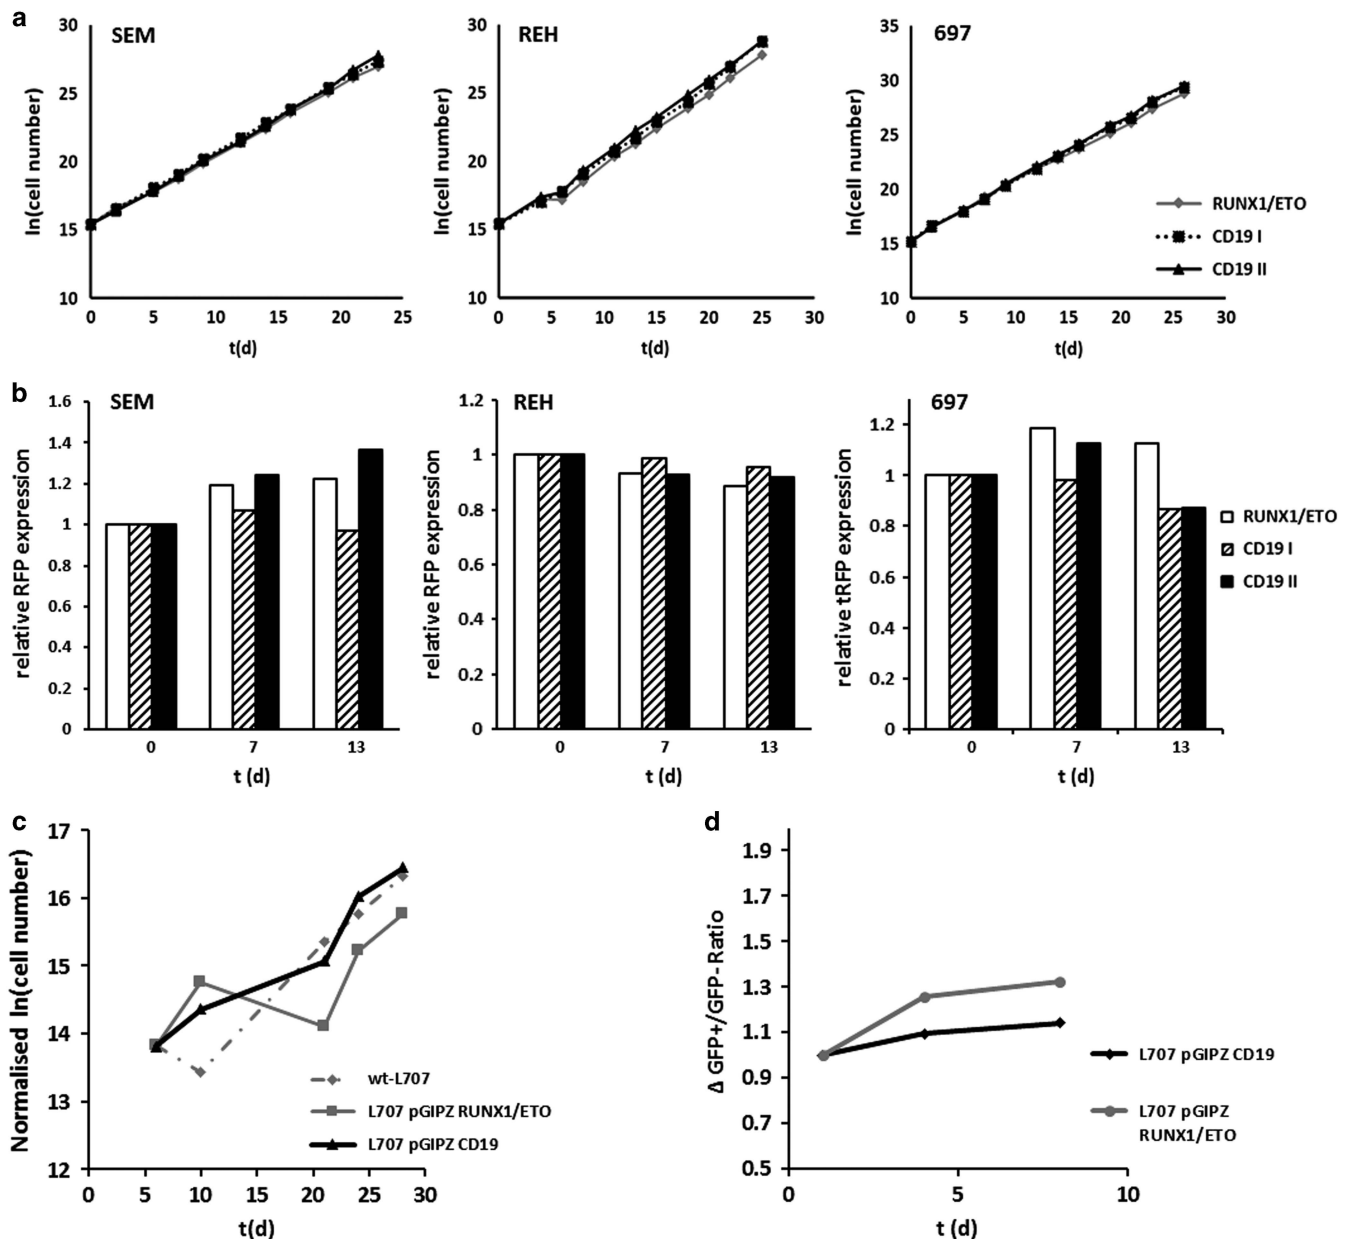 a
SEM
ln(cell number)
30
25
20
15
10
0 5 10 15 20 25
t(d)
REH
ln(cell number)
30
25
20
15
10
0 5 10 15 20 25 30
t(d)
697
ln(cell number)
35
30
25
20
15
10
0 5 10 15 20 25 30
t(d)
RUNX1/ETO
CD19 I
CD19 II
b
SEM
relative RFP expression
1.6
1.4
1.2
1
0.8
0.6
0.4
0.2
0
0 7 13
t (d)
REH
relative RFP expression
1.2
1
0.8
0.6
0.4
0.2
0
0 7 13
t (d)
697
relative tRFP expression
1.2
1
0.8
0.6
0.4
0.2
0
0 7 13
t (d)
RUNX1/ETO
CD19 I
CD19 II
c
Normalised ln(cell number)
17
16
15
14
13
12
0 5 10 15 20 25 30
t(d)
wt-L707
L707 pGIPZ RUNX1/ETO
L707 pGIPZ CD19
d
Δ GFP+/GFP-Ratio
1.9
1.7
1.5
1.3
1.1
0.9
0.7
0.5
0 5 10
t (d)
L707 pGIPZ CD19
L707 pGIPZ
RUNX1/ETO